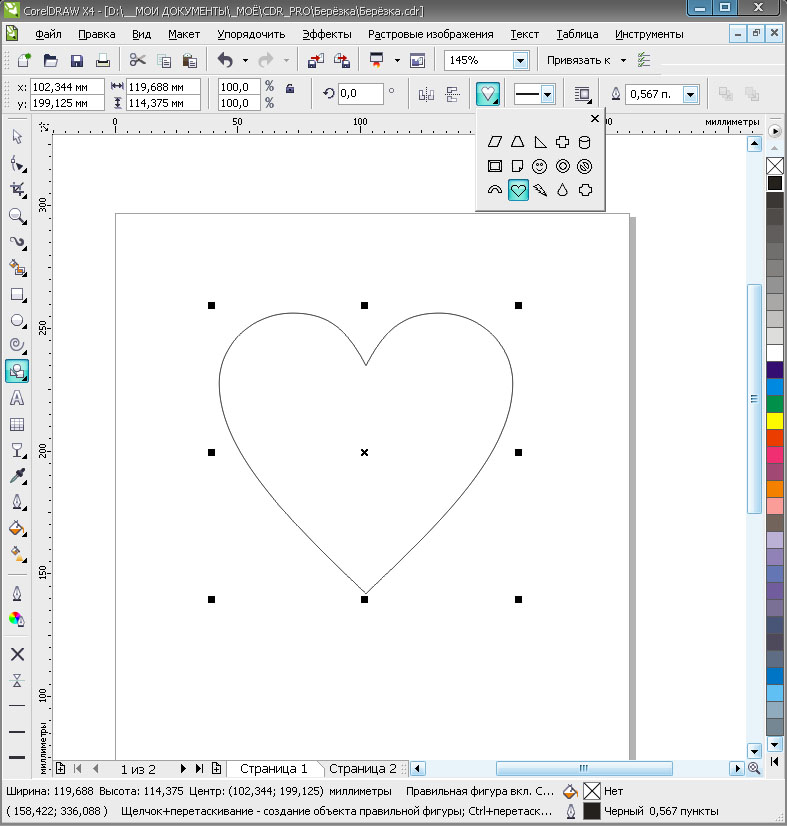 CorelDRAW X4 - [D:\__МОИ ДОКУМЕНТЫ\_МОЁ\CDR_PRO\Берёзка\Берёзка.cdr]
Файл Правка Вид Макет Упорядочить Эффекты Растровые изображения Текст Таблица Инструменты
145% Привязать к
x: 102,344 мм 119,688 мм 100,0 % 0,0 ° 0,567 п.
y: 199,125 мм 114,375 мм 100,0 %
0 50 100 00 миллиметры
300
250
200
150
100
миллиметры
1 из 2 Страница 1 Страница 2
Ширина: 119,688 Высота: 114,375 Центр: (102,344; 199,125) миллиметры Правильная фигура вкл. С... Нет
( 158,422; 336,088 ) Щелчок+перетаскивание - создание объекта правильной фигуры; Ctrl+перетаск... Черный 0,567 пункты